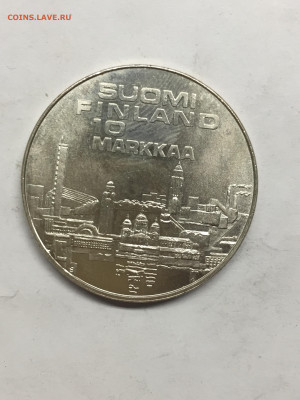 COINS.LAVE.RU
SUOMI
FINLAND
10
MARKKAA